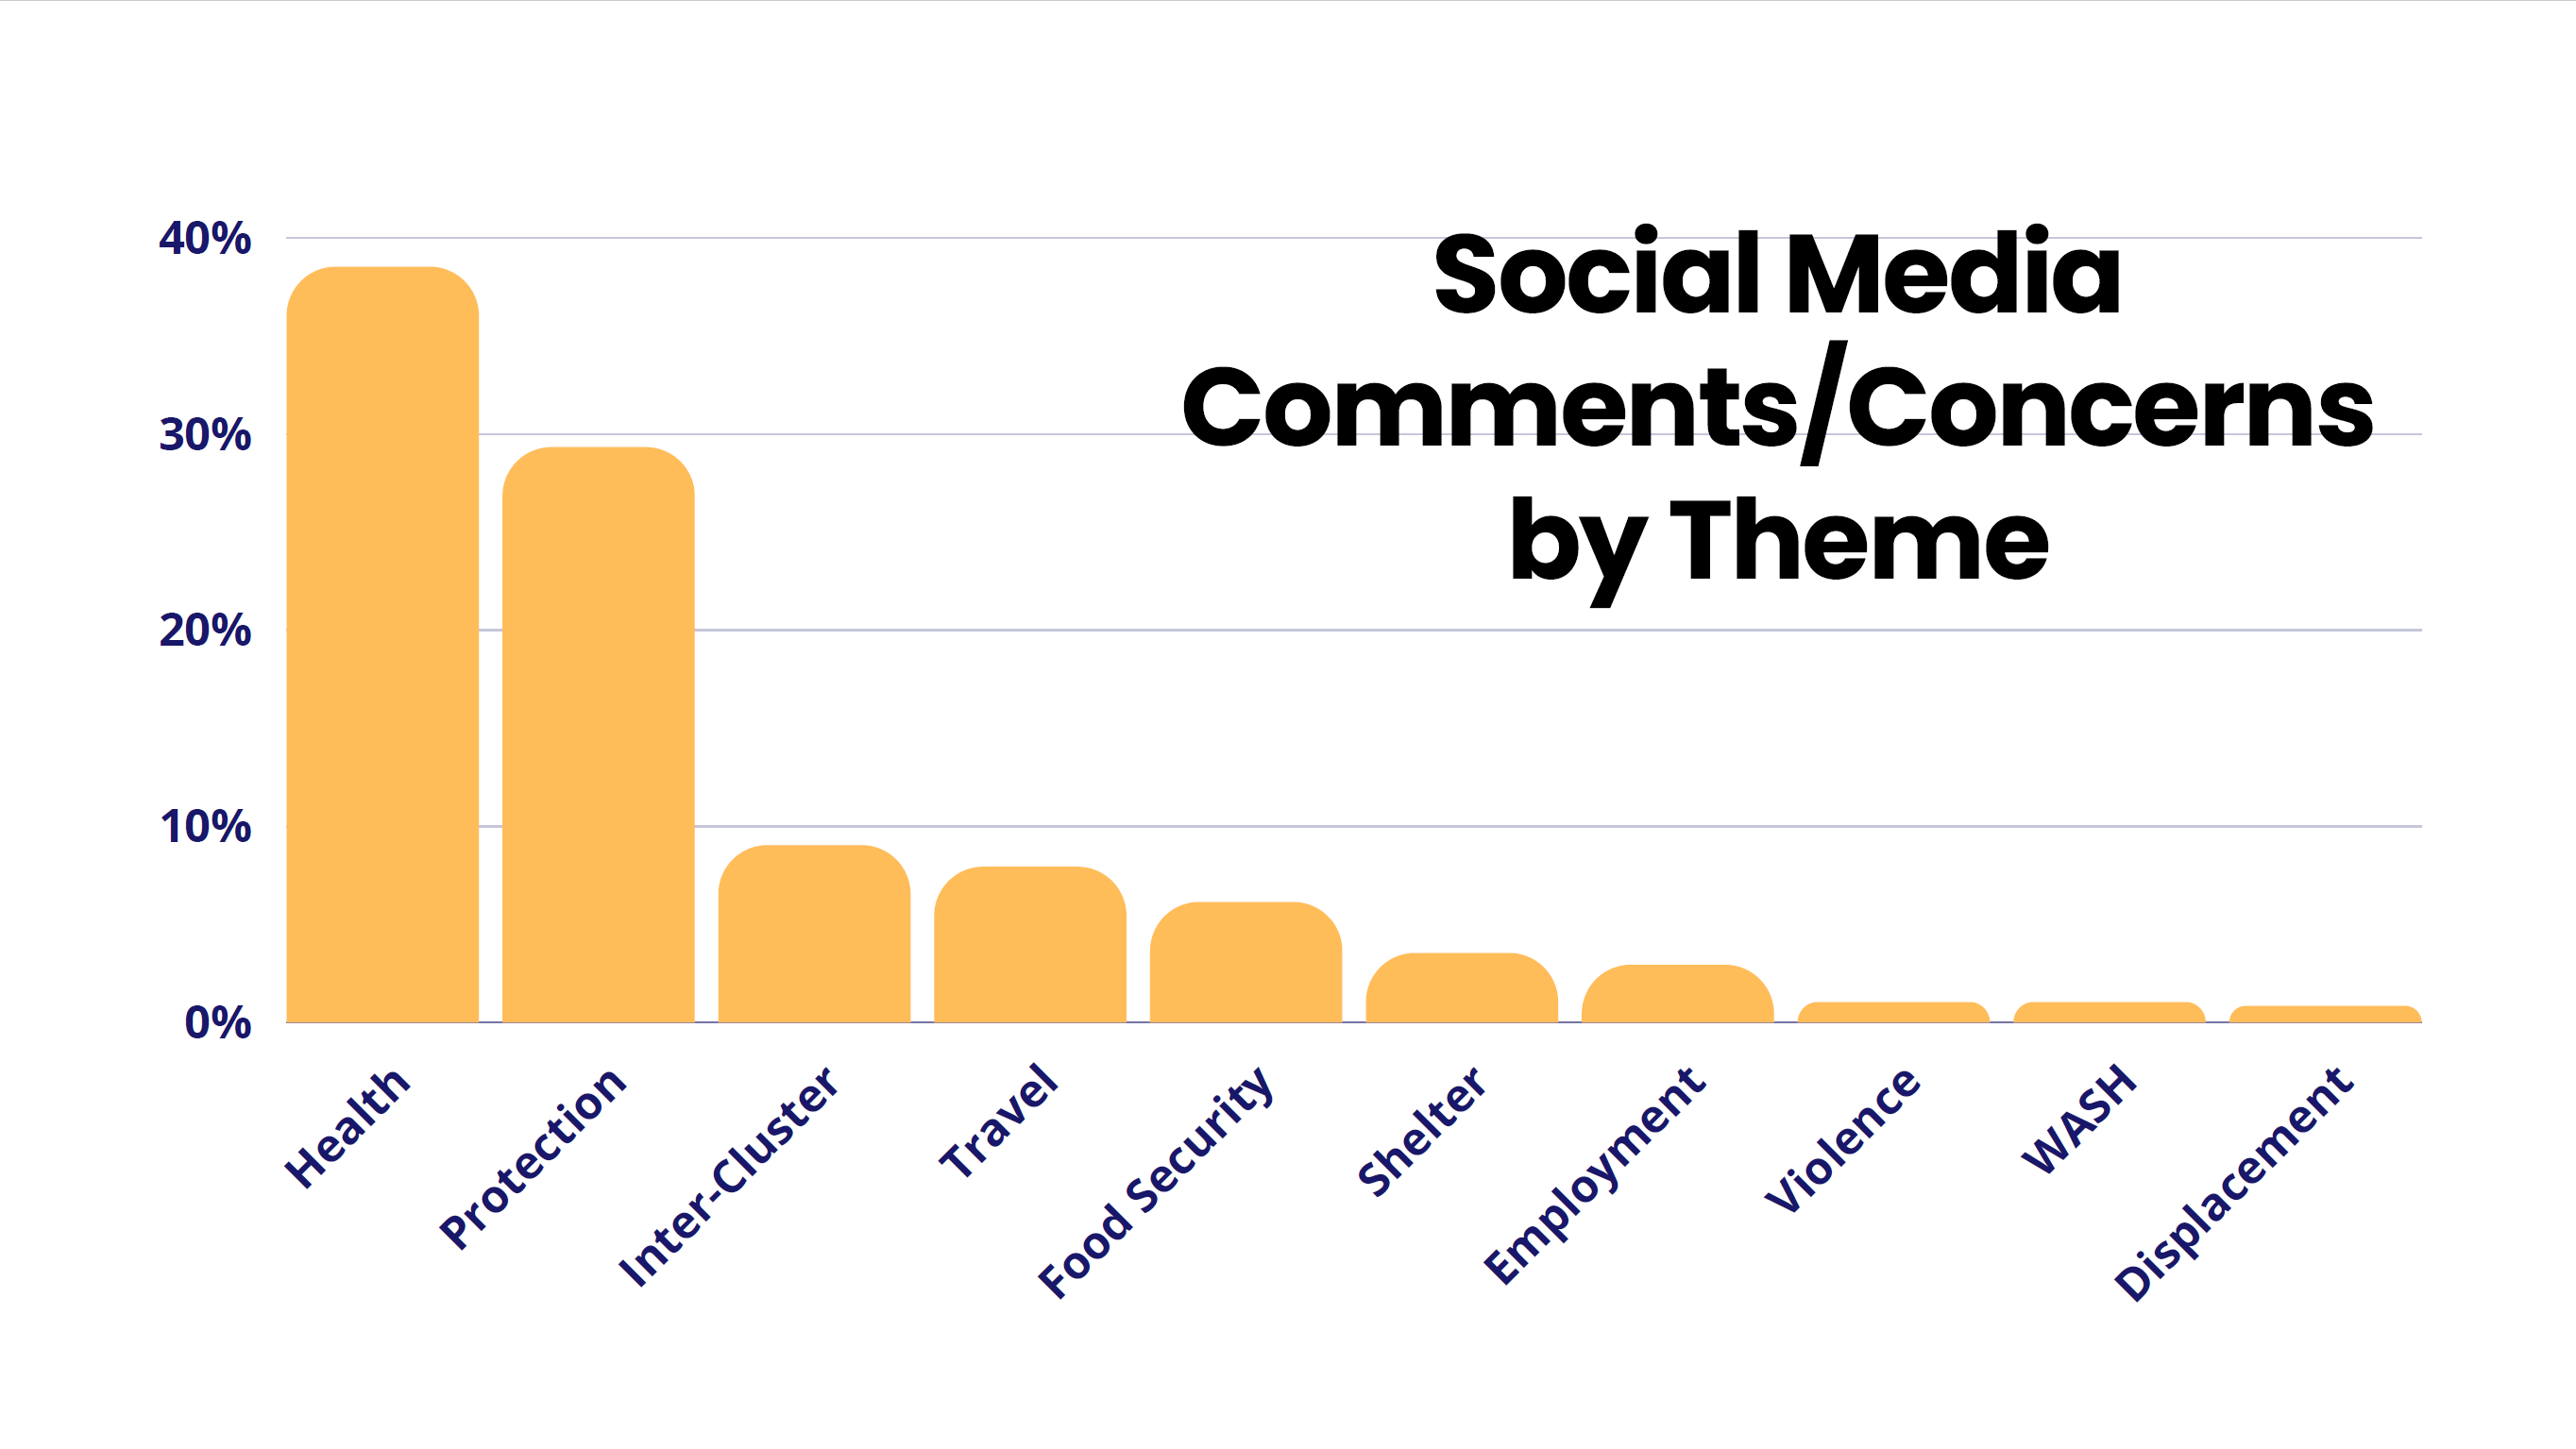 Social Media
Comments/Concerns
by Theme
40%
30%
20%
10%
0%
Health
Protection
Inter-Cluster
Travel
Food Security
Shelter
Employment
Violence
WASH
Displacement